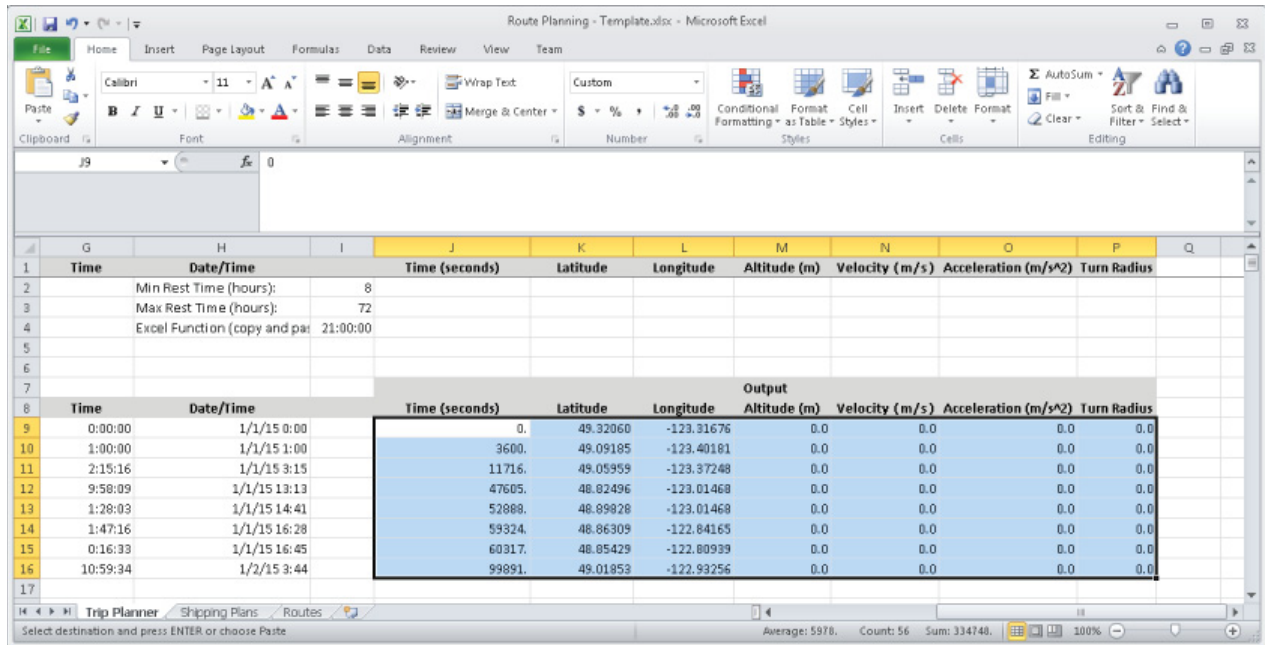 Route Planning - Template.xlsx - Microsoft Excel
File Home Insert Page Layout Formulas Data Review View Team
Calibri 11 Wrap Text Custom Σ AutoSum
Paste B I U Merge & Center $ % , Conditional Formatting Format as Table Cell Styles Insert Delete Format Fill Clear Sort & Filter Find & Select
Clipboard Font Alignment Number Styles Cells Editing
J9 fx 0
G H I J K L M N O P Q
1 Time Date/Time Time (seconds) Latitude Longitude Altitude (m) Velocity (m/s) Acceleration (m/s^2) Turn Radius
2 Min Rest Time (hours): 8
3 Max Rest Time (hours): 72
4 Excel Function (copy and pas 21:00:00
5
6
7 Output
8 Time Date/Time Time (seconds) Latitude Longitude Altitude (m) Velocity (m/s) Acceleration (m/s^2) Turn Radius
9 0:00:00 1/1/15 0:00 0. 49.32060 -123.31676 0.0 0.0 0.0 0.0
10 1:00:00 1/1/15 1:00 3600. 49.09185 -123.40181 0.0 0.0 0.0 0.0
11 2:15:16 1/1/15 3:15 11716. 49.05959 -123.37248 0.0 0.0 0.0 0.0
12 9:58:09 1/1/15 13:13 47605. 48.82496 -123.01468 0.0 0.0 0.0 0.0
13 1:28:03 1/1/15 14:41 52888. 48.89828 -123.01468 0.0 0.0 0.0 0.0
14 1:47:16 1/1/15 16:28 59324. 48.86309 -122.84165 0.0 0.0 0.0 0.0
15 0:16:33 1/1/15 16:45 60317. 48.85429 -122.80939 0.0 0.0 0.0 0.0
16 10:59:34 1/2/15 3:44 99891. 49.01853 -122.93256 0.0 0.0 0.0 0.0
17
Trip Planner Shipping Plans Routes
Select destination and press ENTER or choose Paste Average: 5978. Count: 56 Sum: 334748. 100%